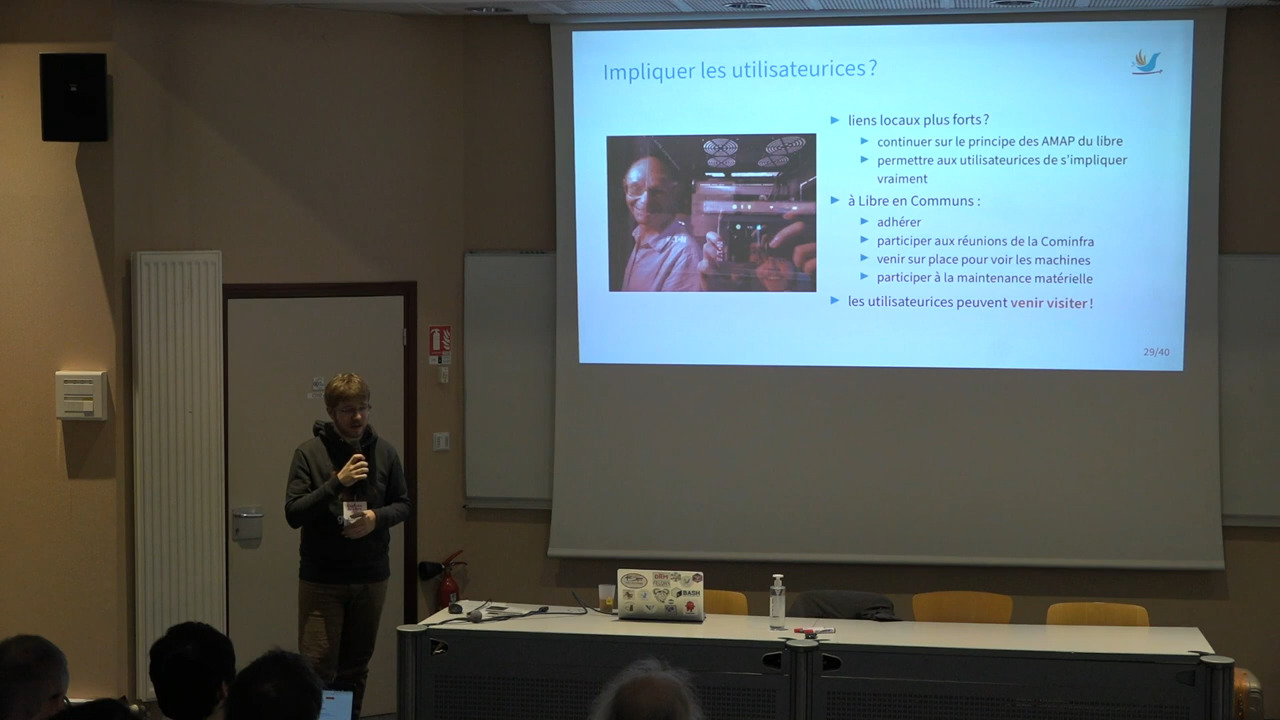 Impliquer les utilisateurices ?
liens locaux plus forts ?
continuer sur le principe des AMAP du libre
permettre aux utilisateurices de s'impliquer
vraiment
à Libre en Communs :
adhérer
participer aux réunions de la Cominfra
venir sur place pour voir les machines
participer à la maintenance matérielle
les utilisateurices peuvent venir visiter !
29/40
BASH